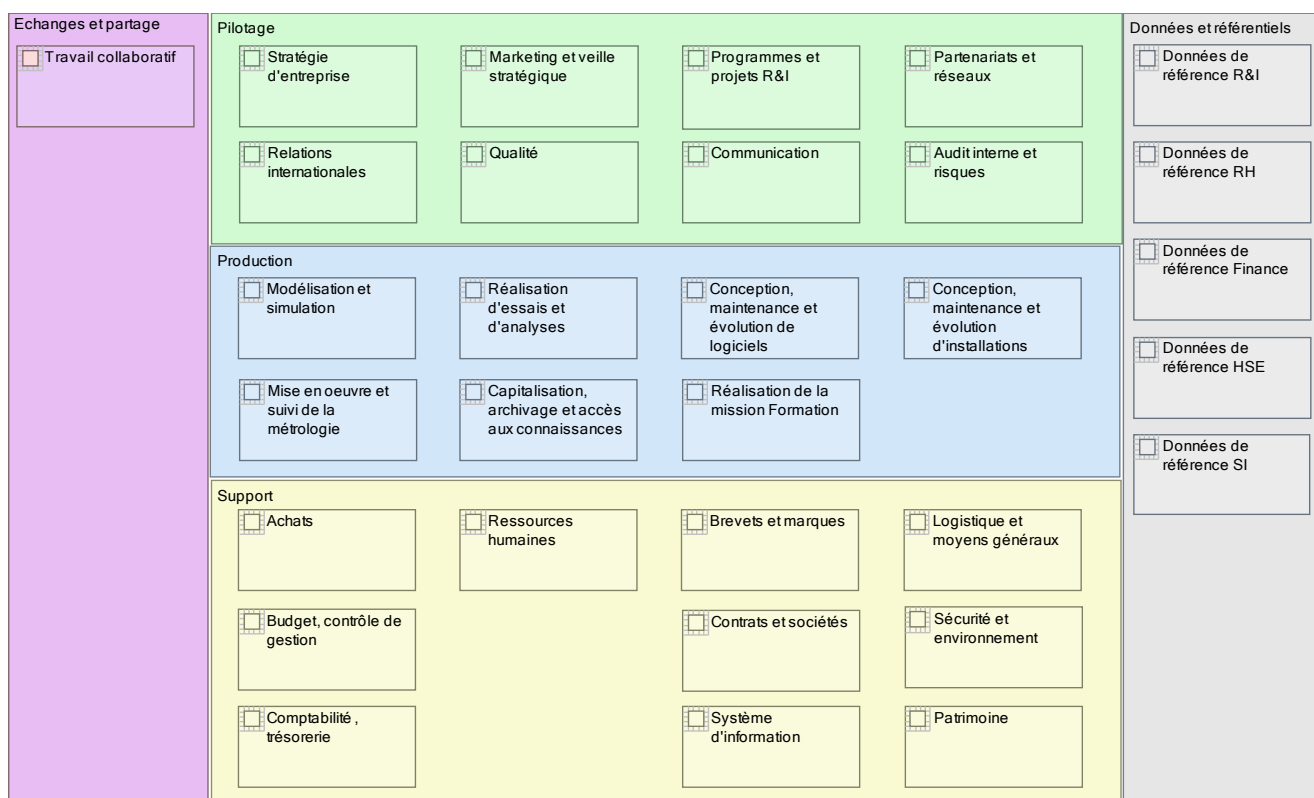 Echanges et partage
Travail collaboratif
Pilotage
Stratégie
d'entreprise
Marketing et veille
stratégique
Programmes et
projets R&I
Partenariats et
réseaux
Relations
internationales
Qualité
Communication
Audit interne et
risques
Production
Modélisation et
simulation
Réalisation
d'essais et
d'analyses
Conception,
maintenance et
évolution de
logiciels
Conception,
maintenance et
évolution
d'installations
Mise en oeuvre et
suivi de la
métrologie
Capitalisation,
archivage et accès
aux connaissances
Réalisation de la
mission Formation
Support
Achats
Ressources
humaines
Brevets et marques
Logistique et
moyens généraux
Budget, contrôle de
gestion
Contrats et sociétés
Sécurité et
environnement
Comptabilité ,
trésorerie
Système
d'information
Patrimoine
Données et référentiels
Données de
référence R&I
Données de
référence RH
Données de
référence Finance
Données de
référence HSE
Données de
référence SI